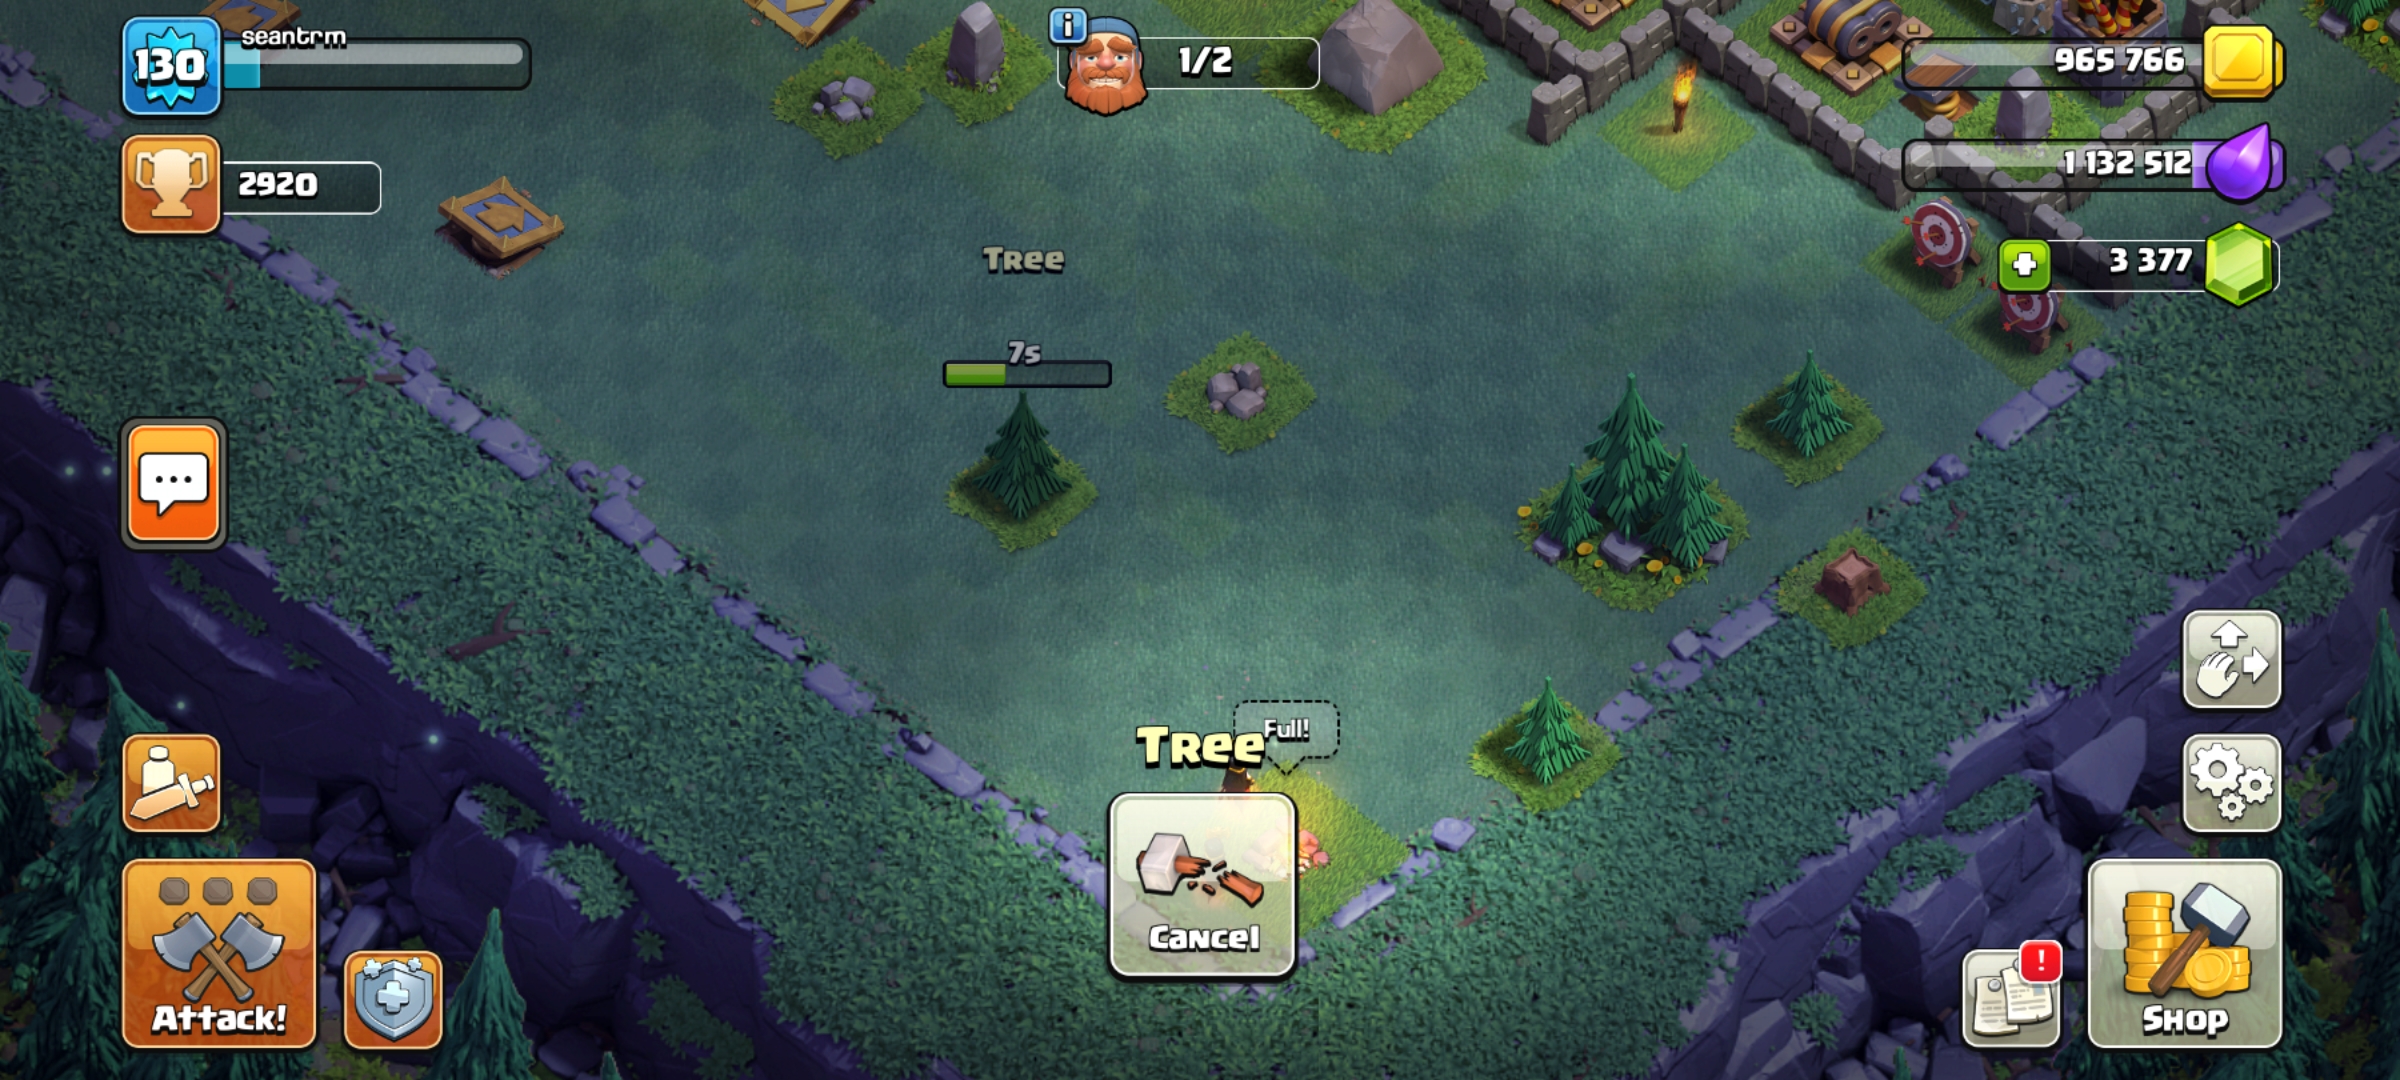 130
seantrm
1/2
965 766
2920
1 132 512
3 377
Tree
7s
Full!
Tree
Cancel
Attack!
!
Shop